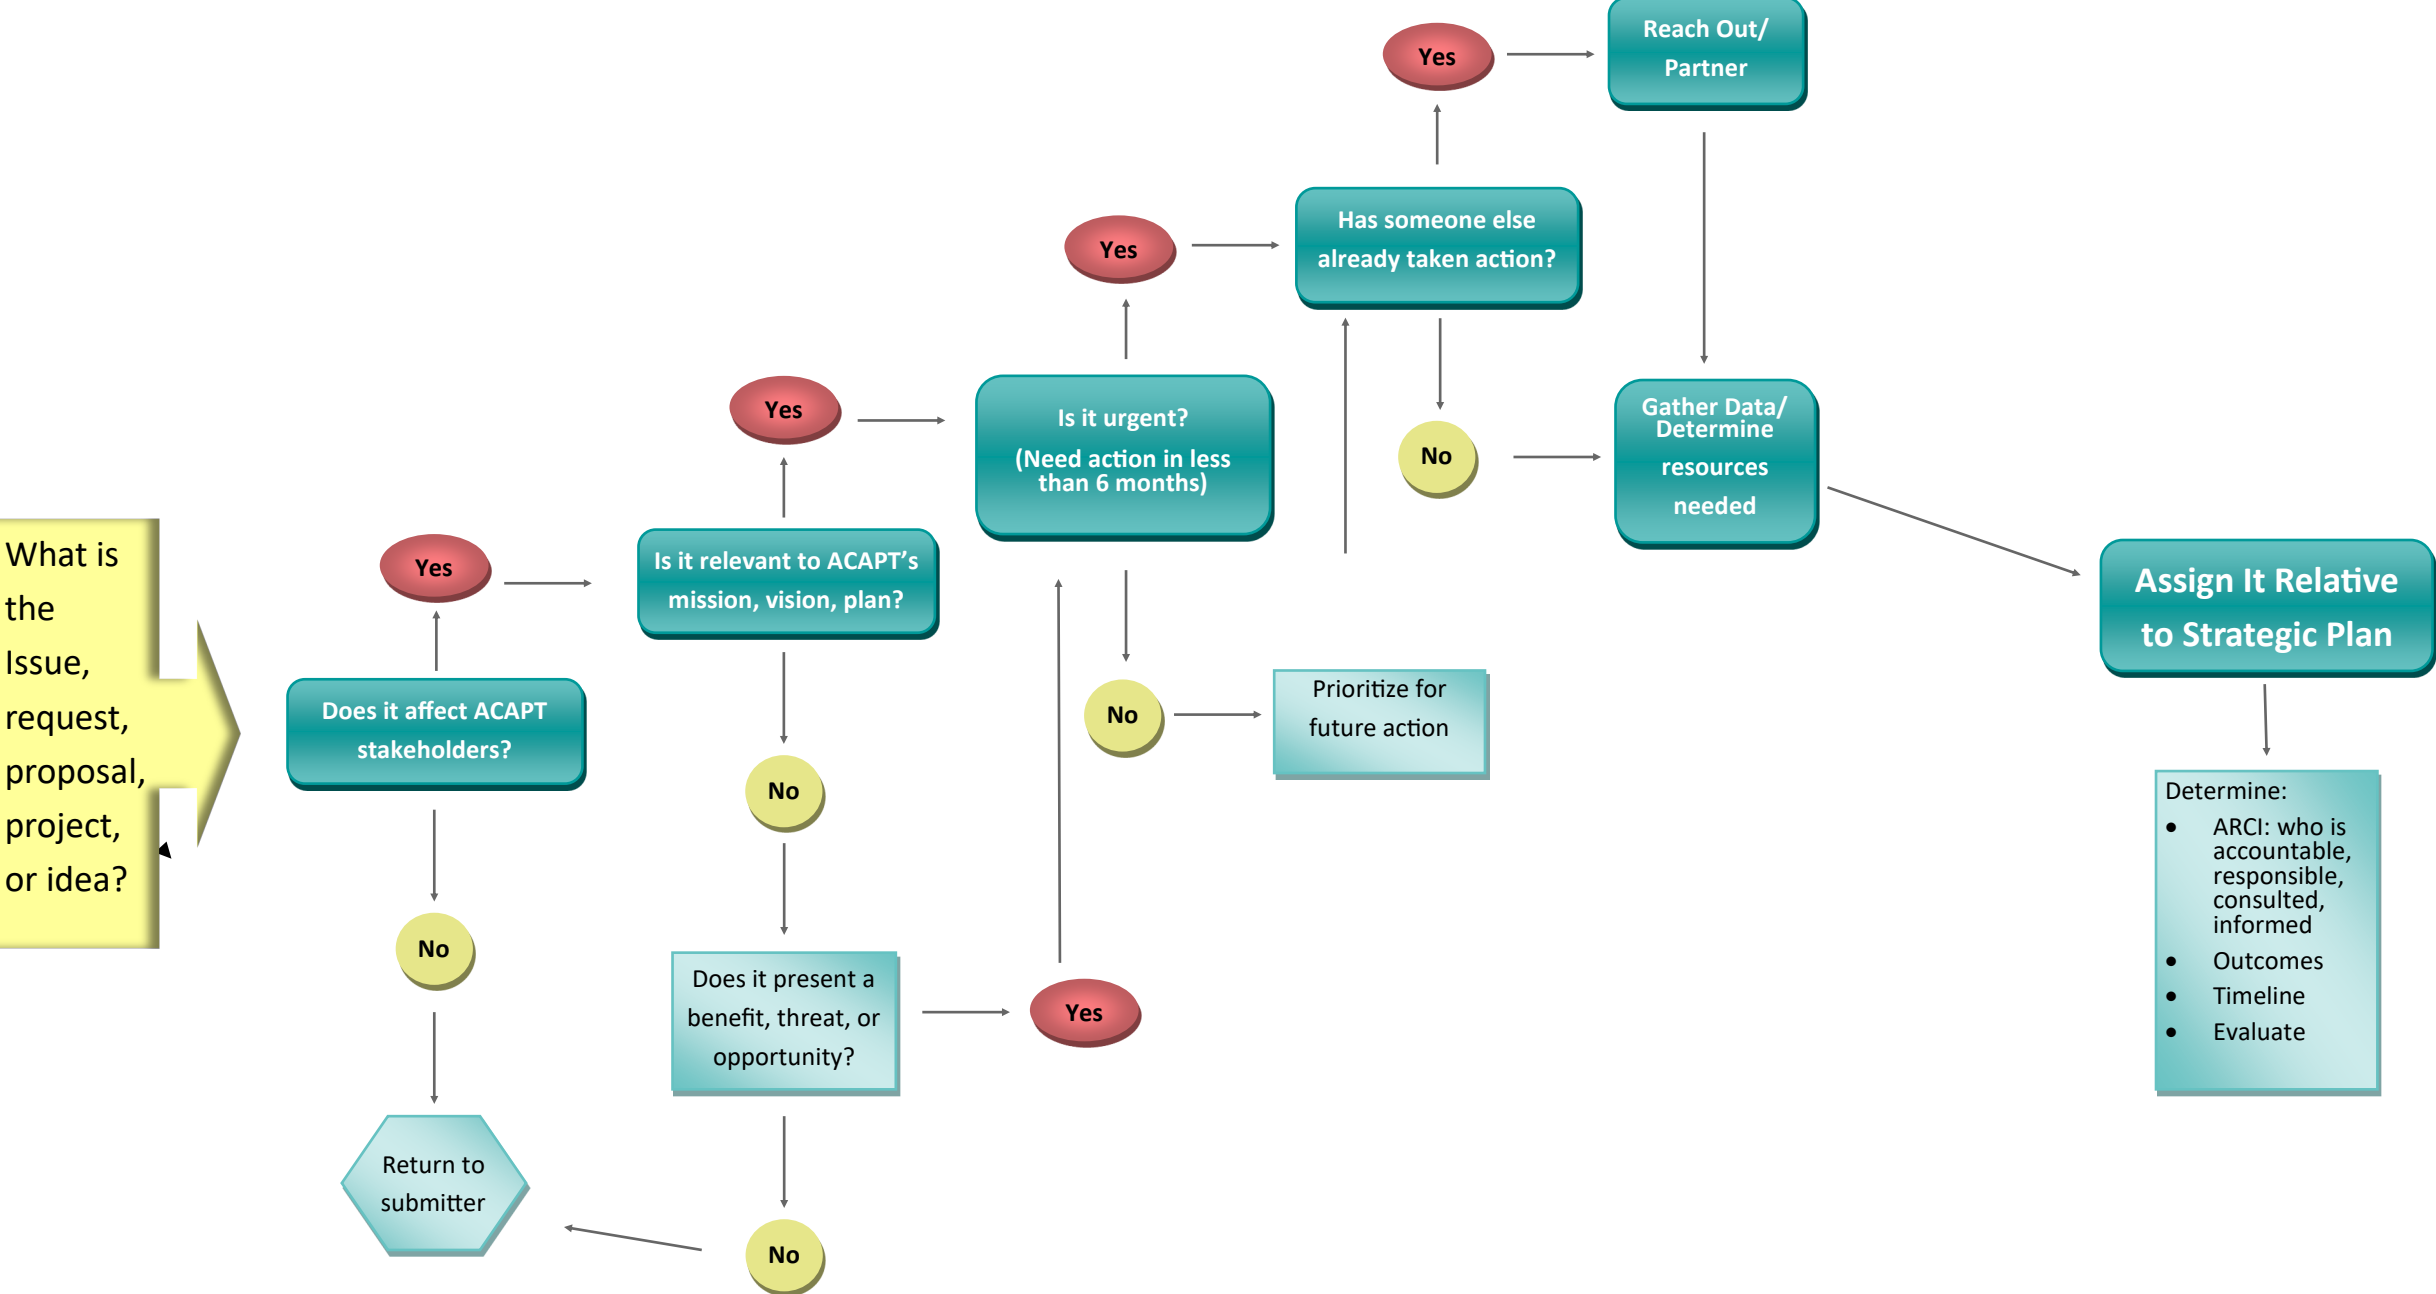 What is
the
Issue,
request,
proposal,
project,
or idea?
Does it affect ACAPT
stakeholders?
Yes
No
Return to
submitter
Is it relevant to ACAPT’s
mission, vision, plan?
Yes
No
Does it present a
benefit, threat, or
opportunity?
Yes
No
Is it urgent?
(Need action in less
than 6 months)
Yes
No
Prioritize for
future action
Has someone else
already taken action?
Yes
No
Reach Out/
Partner
Gather Data/
Determine
resources
needed
Assign It Relative
to Strategic Plan
Determine:
• ARCI: who is
accountable,
responsible,
consulted,
informed
• Outcomes
• Timeline
• Evaluate